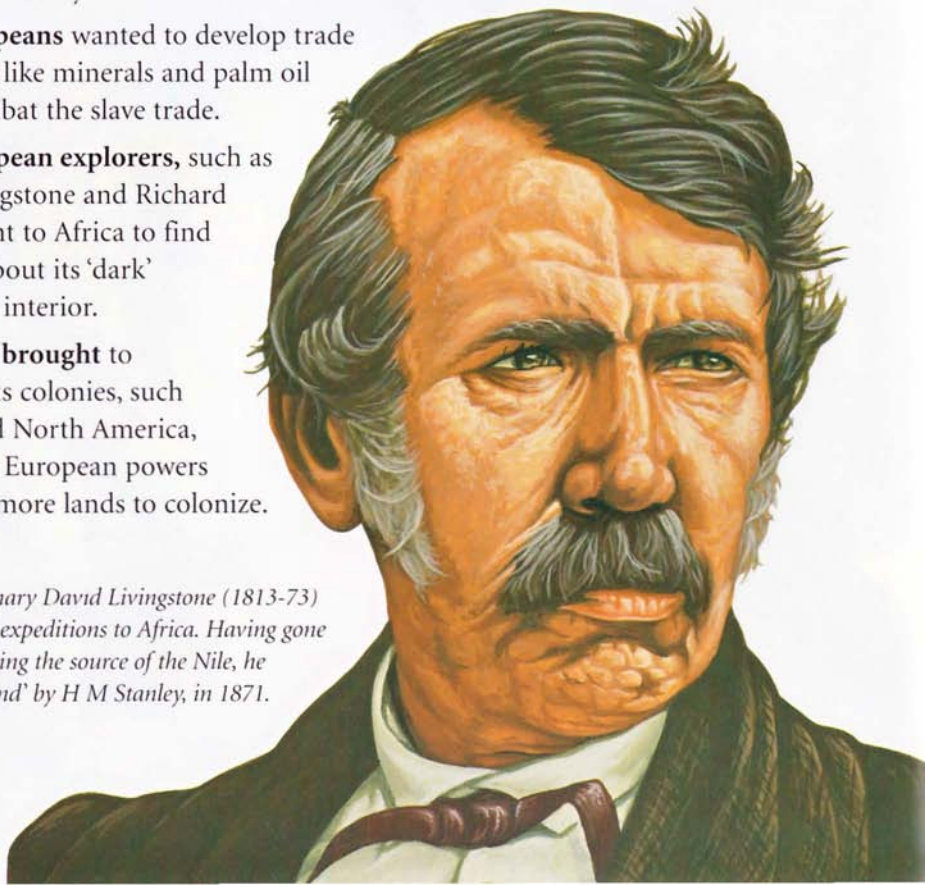 peans wanted to develop trade
like minerals and palm oil
bat the slave trade.
pean explorers, such as
gstone and Richard
nt to Africa to find
bout its 'dark'
interior.
brought to
ts colonies, such
d North America,
European powers
more lands to colonize.
nary David Livingstone (1813-73)
expeditions to Africa. Having gone
ing the source of the Nile, he
nd' by H M Stanley, in 1871.